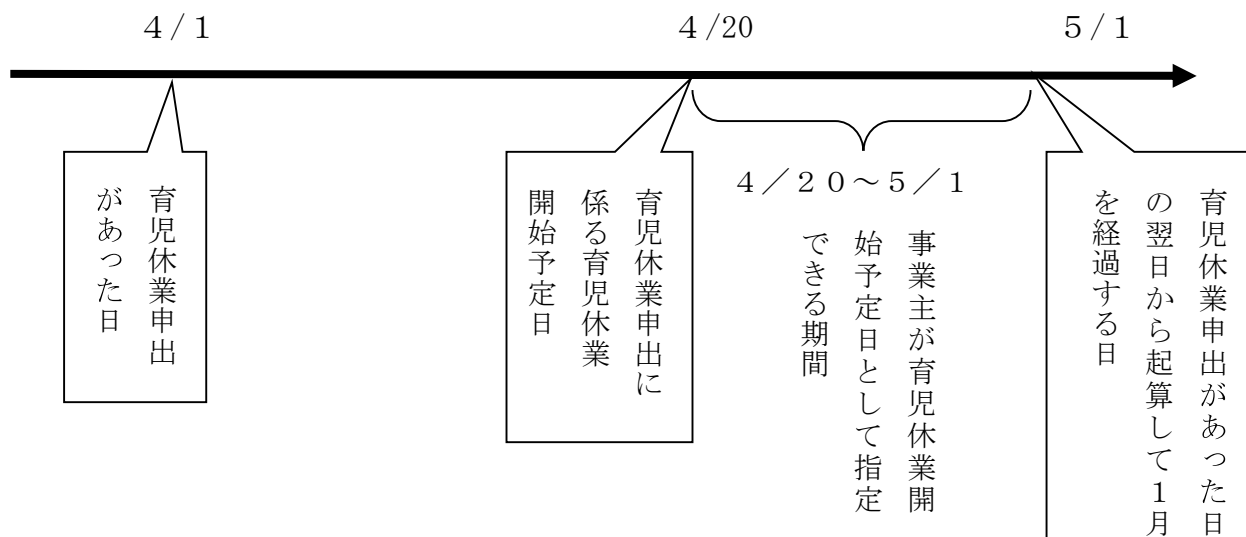 ４/１
４/20
５/１
育児休業申出
があった日
育児休業申出に
係る育児休業
開始予定日
４／２０～５／１
事業主が育児休業開
始予定日として指定
できる期間
育児休業申出があった日
の翌日から起算して１月
を経過する日